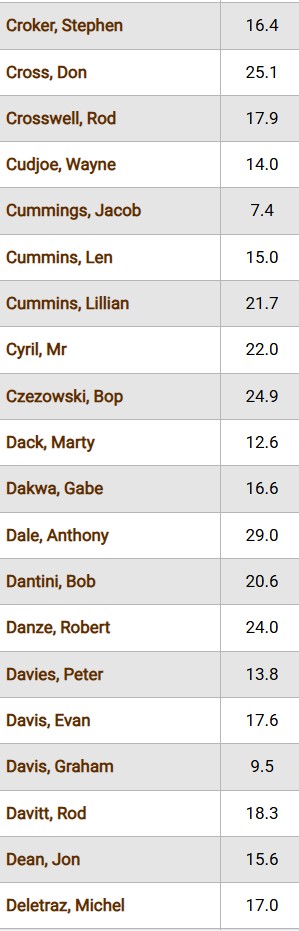 Croker, Stephen 16.4
Cross, Don 25.1
Crosswell, Rod 17.9
Cudjoe, Wayne 14.0
Cummings, Jacob 7.4
Cummins, Len 15.0
Cummins, Lillian 21.7
Cyril, Mr 22.0
Czezowski, Bop 24.9
Dack, Marty 12.6
Dakwa, Gabe 16.6
Dale, Anthony 29.0
Dantini, Bob 20.6
Danze, Robert 24.0
Davies, Peter 13.8
Davis, Evan 17.6
Davis, Graham 9.5
Davitt, Rod 18.3
Dean, Jon 15.6
Deletraz, Michel 17.0